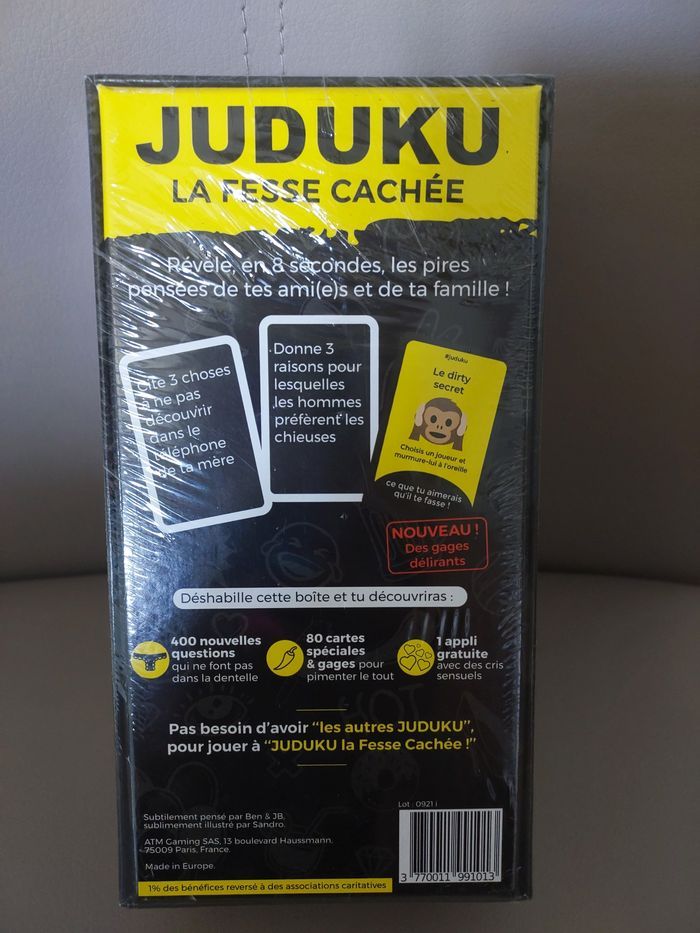 JUDUKU
LA FESSE CACHÉE
Révèle, en 8 secondes, les pires
pensées de tes ami(e)s et de ta famille !
Cite 3 choses
à ne pas
découvrir
dans le
téléphone
de ta mère
Donne 3
raisons pour
lesquelles
les hommes
préfèrent les
chieuses
#juduku
Le dirty
secret
Choisis un joueur et
murmure-lui à l'oreille
ce que tu aimerais
qu'il te fasse !
NOUVEAU !
Des gages
délirants
Déshabille cette boîte et tu découvriras :
400 nouvelles
questions
qui ne font pas
dans la dentelle
80 cartes
spéciales
& gages pour
pimenter le tout
1 appli
gratuite
avec des cris
sensuels
Pas besoin d'avoir "les autres JUDUKU",
pour jouer à "JUDUKU la Fesse Cachée !"
Subtilement pensé par Ben & JB,
sublimement illustré par Sandro.
ATM Gaming SAS, 13 boulevard Haussmann,
75009 Paris, France.
Made in Europe.
1% des bénéfices reversé à des associations caritatives
Lot : 0921 i
3 770011 991013